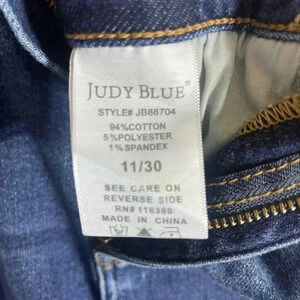 JUDY BLUE®
STYLE# JB88704
94%COTTON
5%POLYESTER
1%SPANDEX
11/30
SEE CARE ON
REVERSE SIDE
RN# 116380
MADE IN CHINA